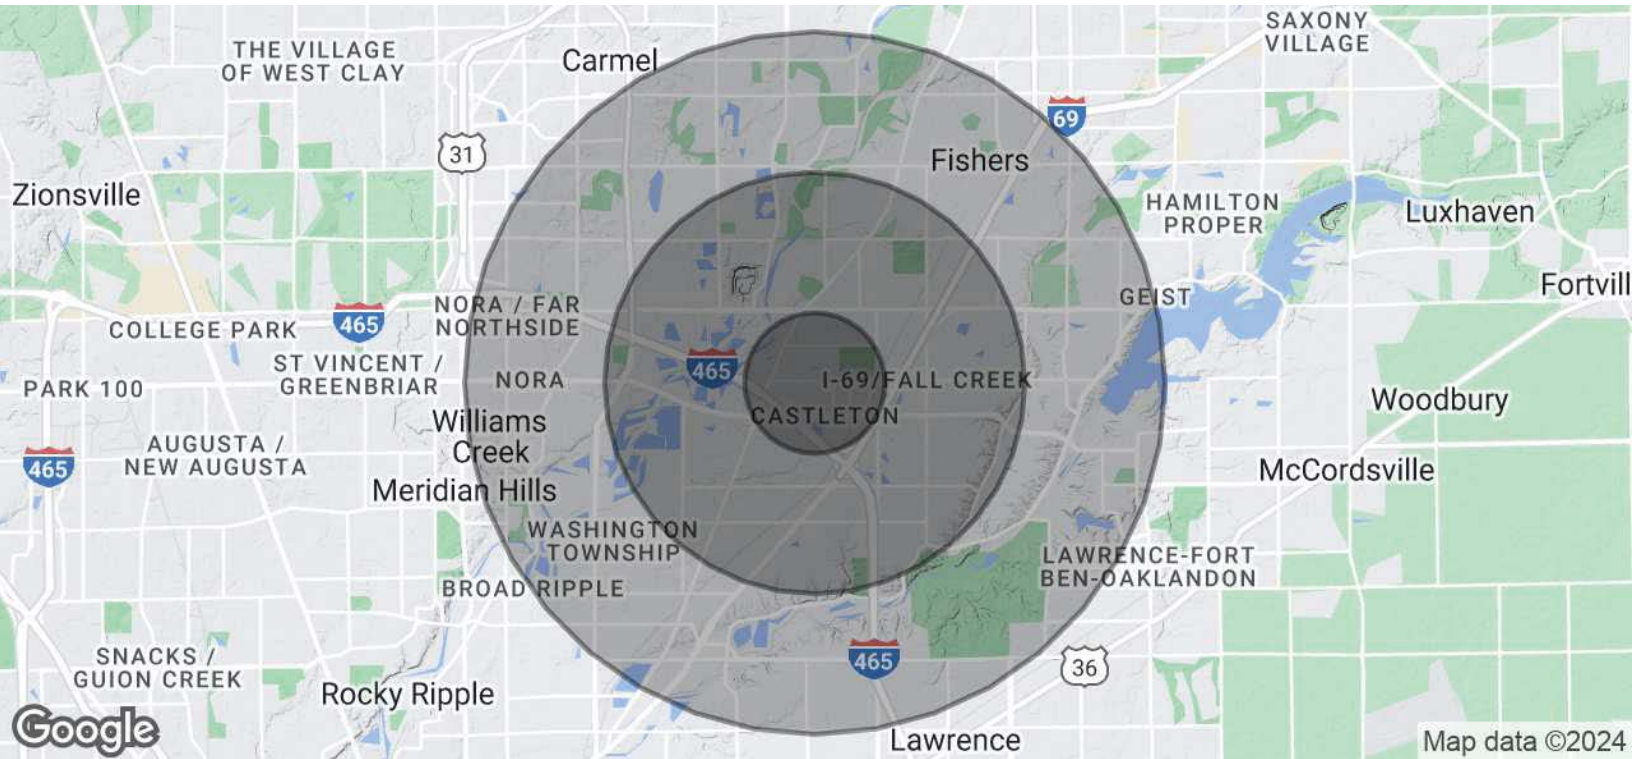 SAXONY
VILLAGE
THE VILLAGE
OF WEST CLAY
Carmel
69
31
Fishers
Zionsville
HAMILTON
PROPER
Luxhaven
Fortvill
GEIST
NORA / FAR
NORTHSIDE
465
COLLEGE PARK
ST VINCENT /
GREENBRIAR
465
NORA
I-69/FALL CREEK
PARK 100
Woodbury
CASTLETON
Williams
Creek
AUGUSTA /
NEW AUGUSTA
465
McCordsville
Meridian Hills
WASHINGTON
TOWNSHIP
LAWRENCE-FORT
BEN-OAKLANDON
BROAD RIPPLE
465
36
SNACKS /
GUION CREEK
Rocky Ripple
Google
Lawrence
Map data ©2024